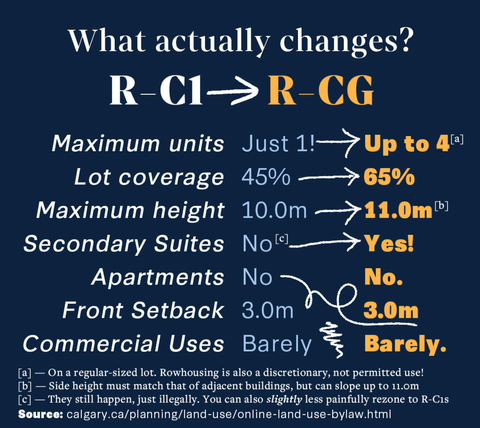 What actually changes?
R–C1 → R–CG
Maximum units Just 1! → Up to 4[a]
Lot coverage 45% → 65%
Maximum height 10.0m → 11.0m[b]
Secondary Suites No[c] → Yes!
Apartments No No.
Front Setback 3.0m 3.0m
Commercial Uses Barely Barely.
[a] — On a regular-sized lot. Rowhousing is also a discretionary, not permitted use!
[b] — Side height must match that of adjacent buildings, but can slope up to 11.0m
[c] — They still happen, just illegally. You can also slightly less painfully rezone to R-C1s
Source: calgary.ca/planning/land-use/online-land-use-bylaw.html